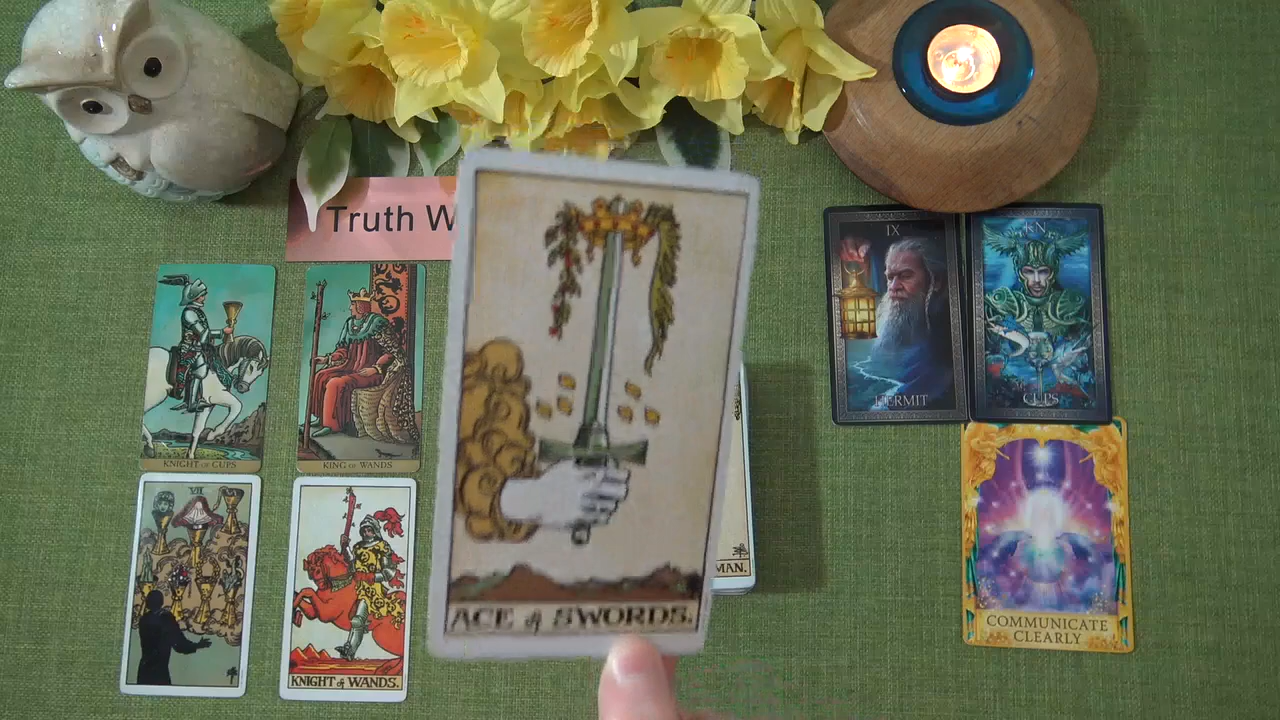 Truth W
IX
HERMIT
KN
CUPS
KNIGHT OF CUPS
KING OF WANDS
ACE of SWORDS.
MAN.
VII
KNIGHT of WANDS.
COMMUNICATE
CLEARLY